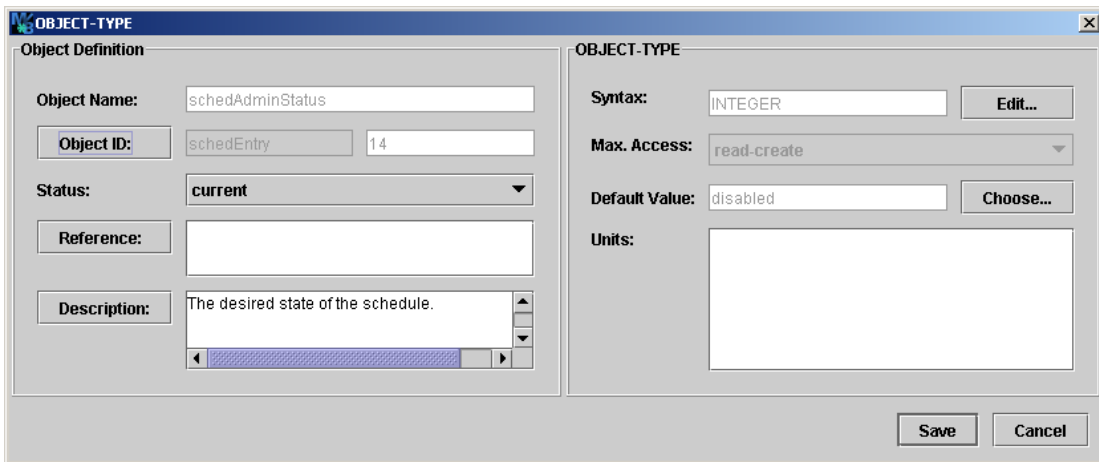 OBJECT-TYPE
Object Definition
Object Name: schedAdminStatus
Object ID: schedEntry 14
Status: current
Reference:
Description: The desired state of the schedule.
OBJECT-TYPE
Syntax: INTEGER Edit...
Max. Access: read-create
Default Value: disabled Choose...
Units:
Save Cancel